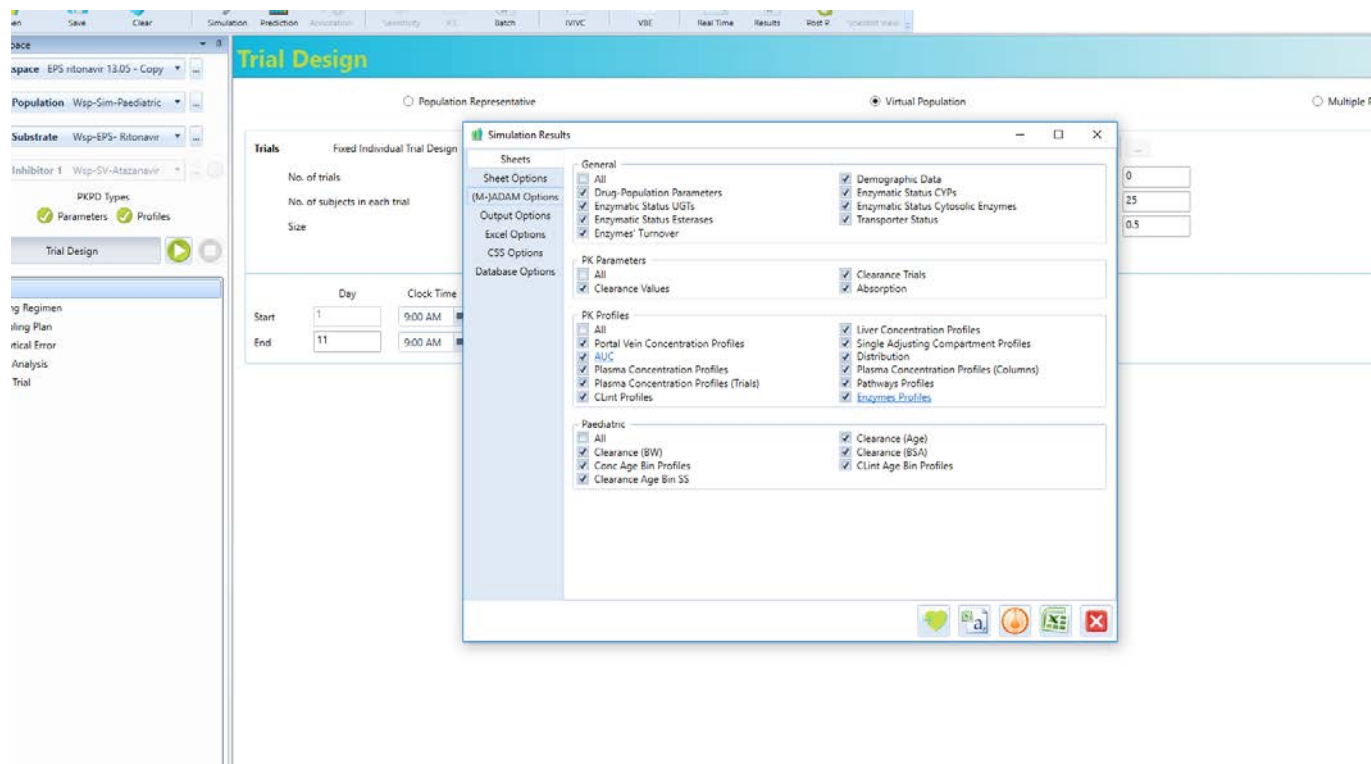 Save Clear Simulation Prediction Batch IVIVC VBE Real Time Results Post P
Trial Design
EPS ritonavir 13.05 - Copy
Population Wsp-Sim-Paediatric
Substrate Wsp-EPS- Ritonavir
Inhibitor 1 Wsp-SV-Atazanavir
PKPD Types
Parameters Profiles
Trial Design
Analysis
Trial
Population Representative
Virtual Population
Multiple
Trials Fixed Individual Trial Design
No. of trials
No. of subjects in each trial
Size
0
25
0.5
Day Clock Time
Start 1 9:00 AM
End 11 9:00 AM
Simulation Results
Sheets
Sheet Options
(M-)ADAM Options
Output Options
Excel Options
CSS Options
Database Options
General
All Demographic Data
Drug-Population Parameters Enzymatic Status CYPs
Enzymatic Status UGTs Enzymatic Status Cytosolic Enzymes
Enzymatic Status Esterases Transporter Status
Enzymes' Turnover
PK Parameters
All Clearance Trials
Clearance Values Absorption
PK Profiles
All Liver Concentration Profiles
Portal Vein Concentration Profiles Single Adjusting Compartment Profiles
AUC Distribution
Plasma Concentration Profiles Plasma Concentration Profiles (Columns)
Plasma Concentration Profiles (Trials) Pathways Profiles
CLint Profiles Enzymes Profiles
Paediatric
All Clearance (Age)
Clearance (BW) Clearance (BSA)
Conc Age Bin Profiles CLint Age Bin Profiles
Clearance Age Bin SS